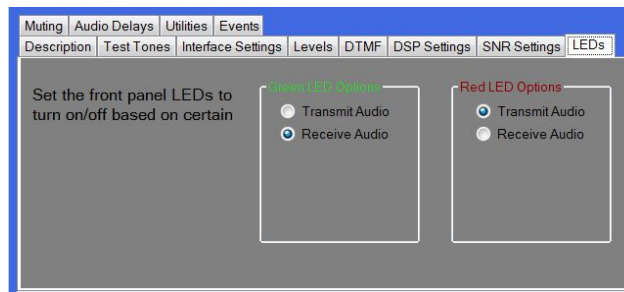 Muting Audio Delays Utilities Events
Description Test Tones Interface Settings Levels DTMF DSP Settings SNR Settings LEDs
Set the front panel LEDs to
turn on/off based on certain
Green LED Options
Transmit Audio
Receive Audio
Red LED Options
Transmit Audio
Receive Audio